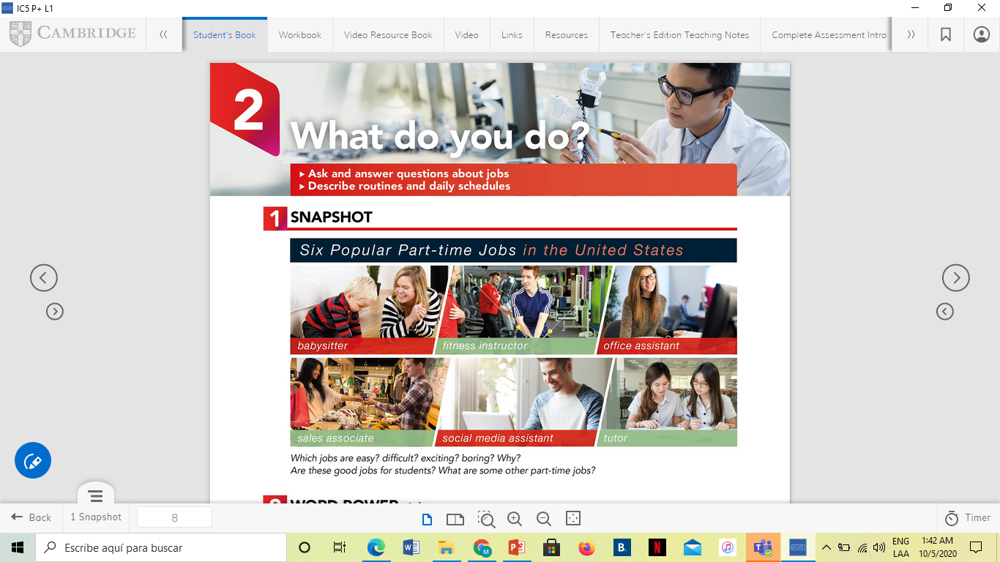 IC5 P+ L1
CAMBRIDGE
Student's Book
Workbook
Video Resource Book
Video
Links
Resources
Teacher's Edition Teaching Notes
Complete Assessment Intro
2
What do you do?
▸ Ask and answer questions about jobs
▸ Describe routines and daily schedules
1 SNAPSHOT
Six Popular Part-time Jobs in the United States
babysitter
fitness instructor
office assistant
sales associate
social media assistant
tutor
Which jobs are easy? difficult? exciting? boring? Why?
Are these good jobs for students? What are some other part-time jobs?
WORD POWER
Back
1 Snapshot
8
Timer
Escribe aquí para buscar
ENG
LAA
1:42 AM
10/5/2020